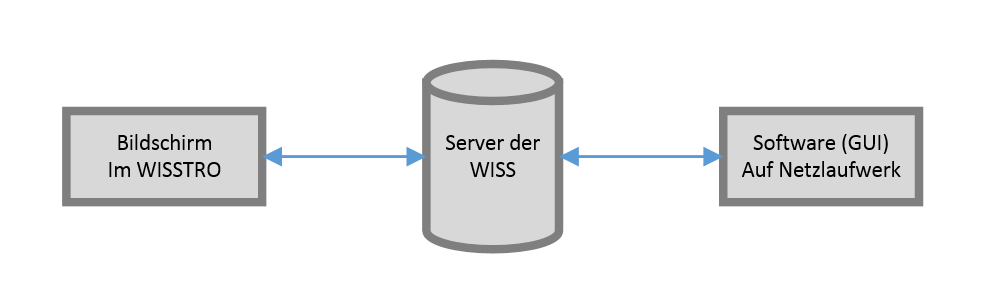 Bildschirm
Im WISSTRO
Server der
WISS
Software (GUI)
Auf Netzlaufwerk